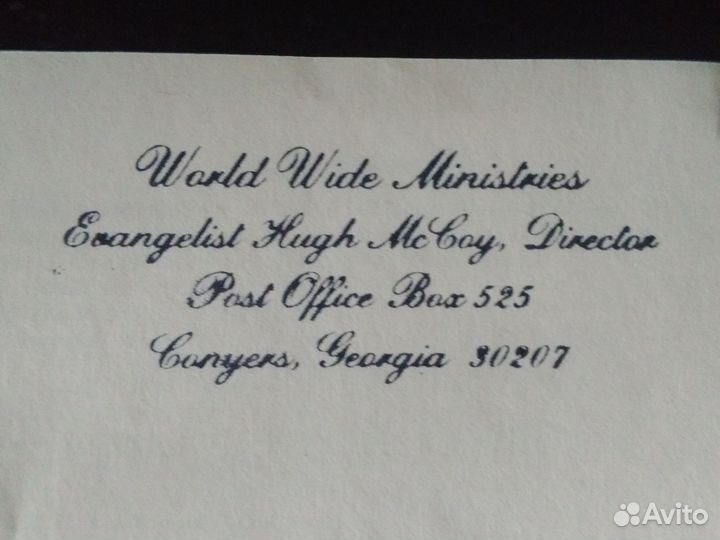 World Wide Ministries
Evangelist Hugh McCoy, Director
Post Office Box 525
Conyers, Georgia 30207
Avito